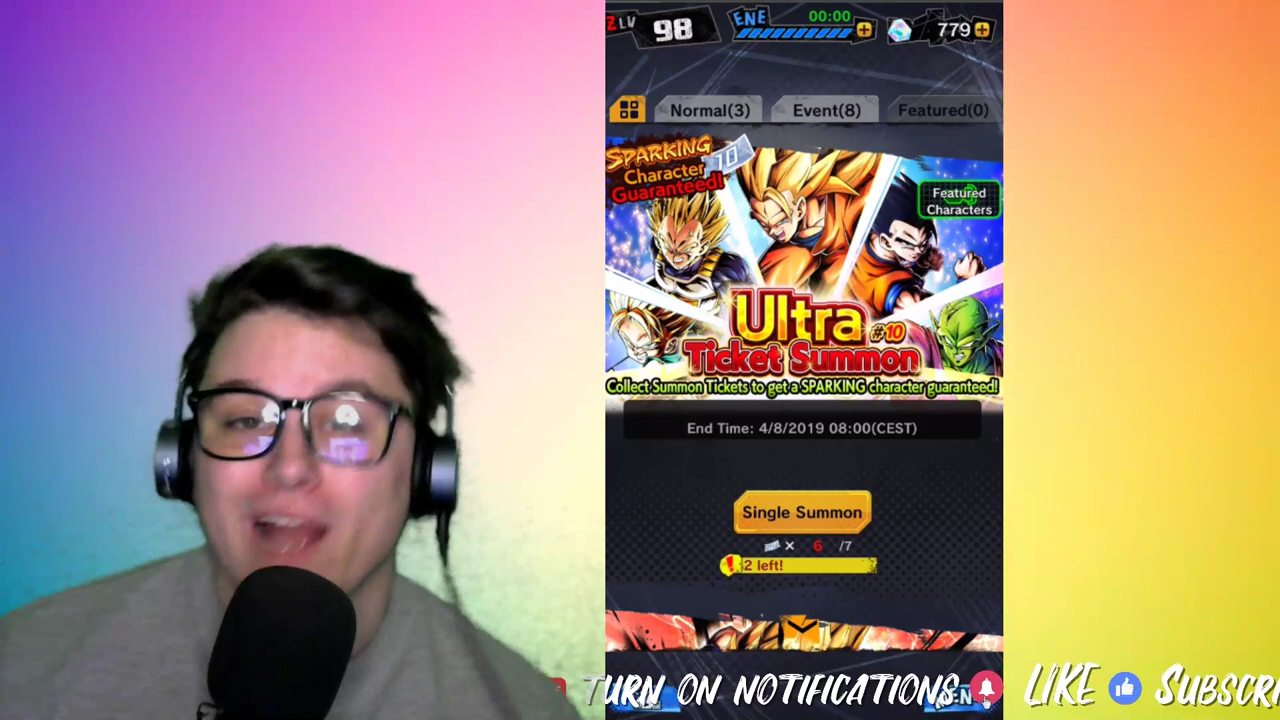 Z LV 98 ENE 00:00 779
Normal(3) Event(8) Featured(0)
SPARKING
Character
Guaranteed!
10
Featured
Characters
Ultra #10
Ticket Summon
Collect Summon Tickets to get a SPARKING character guaranteed!
End Time: 4/8/2019 08:00(CEST)
Single Summon
× 6 /7
! 2 left!
TURN ON NOTIFICATIONS LIKE SUBSCRI